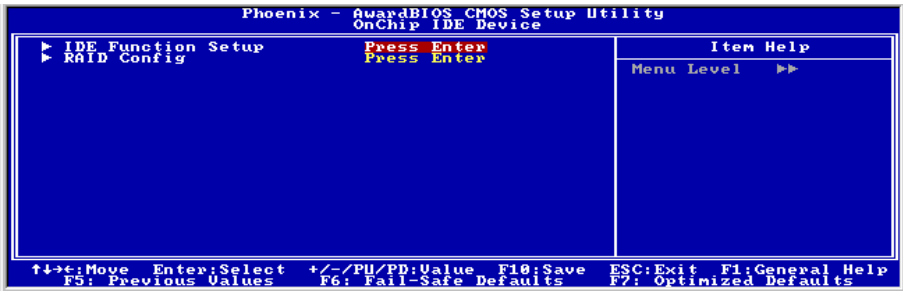 Phoenix - AwardBIOS CMOS Setup Utility
OnChip IDE Device
▶ IDE Function Setup Press Enter
▶ RAID Config Press Enter
Item Help
Menu Level ▶▶
↑↓→←:Move Enter:Select +/-/PU/PD:Value F10:Save ESC:Exit F1:General Help
F5: Previous Values F6: Fail-Safe Defaults F7: Optimized Defaults